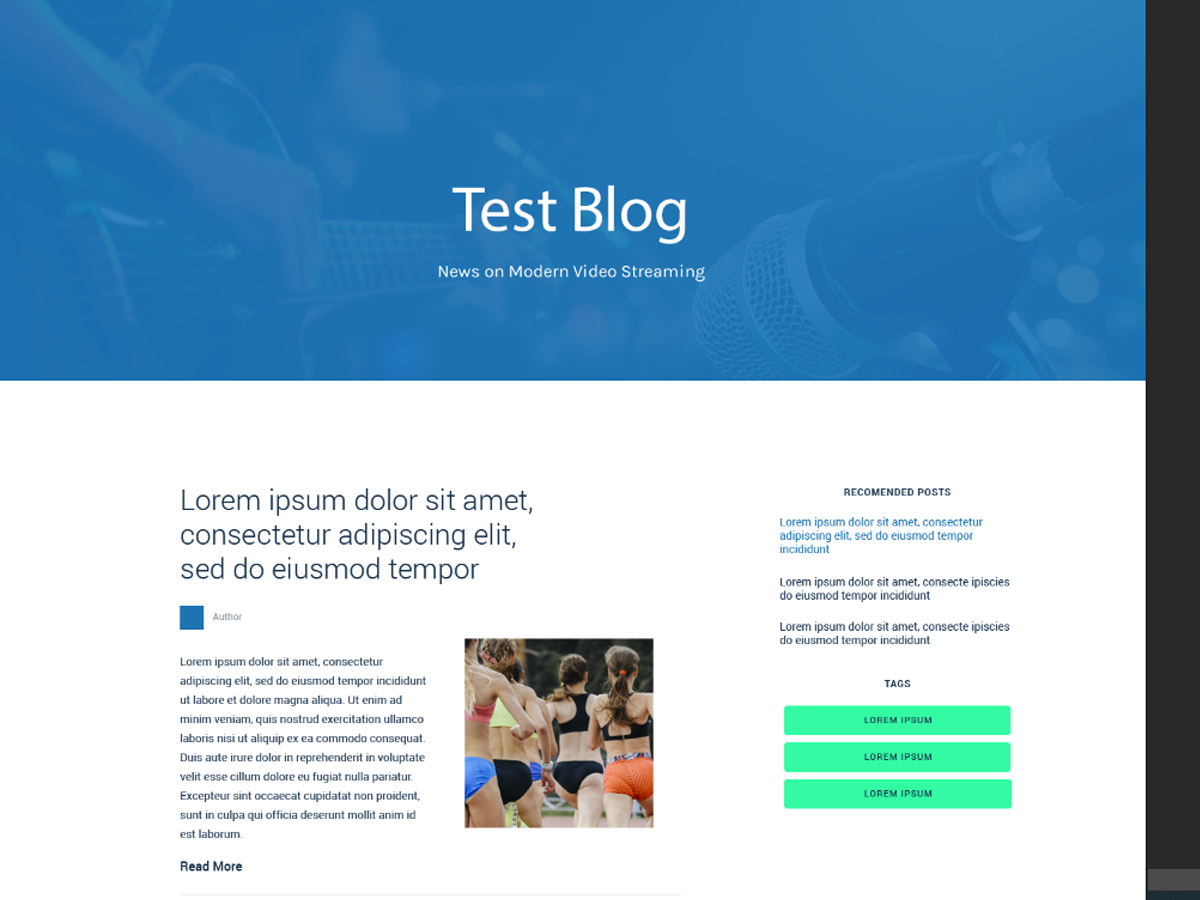 Test Blog
News on Modern Video Streaming
Lorem ipsum dolor sit amet,
consectetur adipiscing elit,
sed do eiusmod tempor
Author
Lorem ipsum dolor sit amet, consectetur
adipiscing elit, sed do eiusmod tempor incididunt
ut labore et dolore magna aliqua. Ut enim ad
minim veniam, quis nostrud exercitation ullamco
laboris nisi ut aliquip ex ea commodo consequat.
Duis aute irure dolor in reprehenderit in voluptate
velit esse cillum dolore eu fugiat nulla pariatur.
Excepteur sint occaecat cupidatat non proident,
sunt in culpa qui officia deserunt mollit anim id
est laborum.
Read More
RECOMENDED POSTS
Lorem ipsum dolor sit amet, consectetur
adipiscing elit, sed do eiusmod tempor
incididunt
Lorem ipsum dolor sit amet, consecte ipiscies
do eiusmod tempor incididunt
Lorem ipsum dolor sit amet, consecte ipiscies
do eiusmod tempor incididunt
TAGS
LOREM IPSUM
LOREM IPSUM
LOREM IPSUM